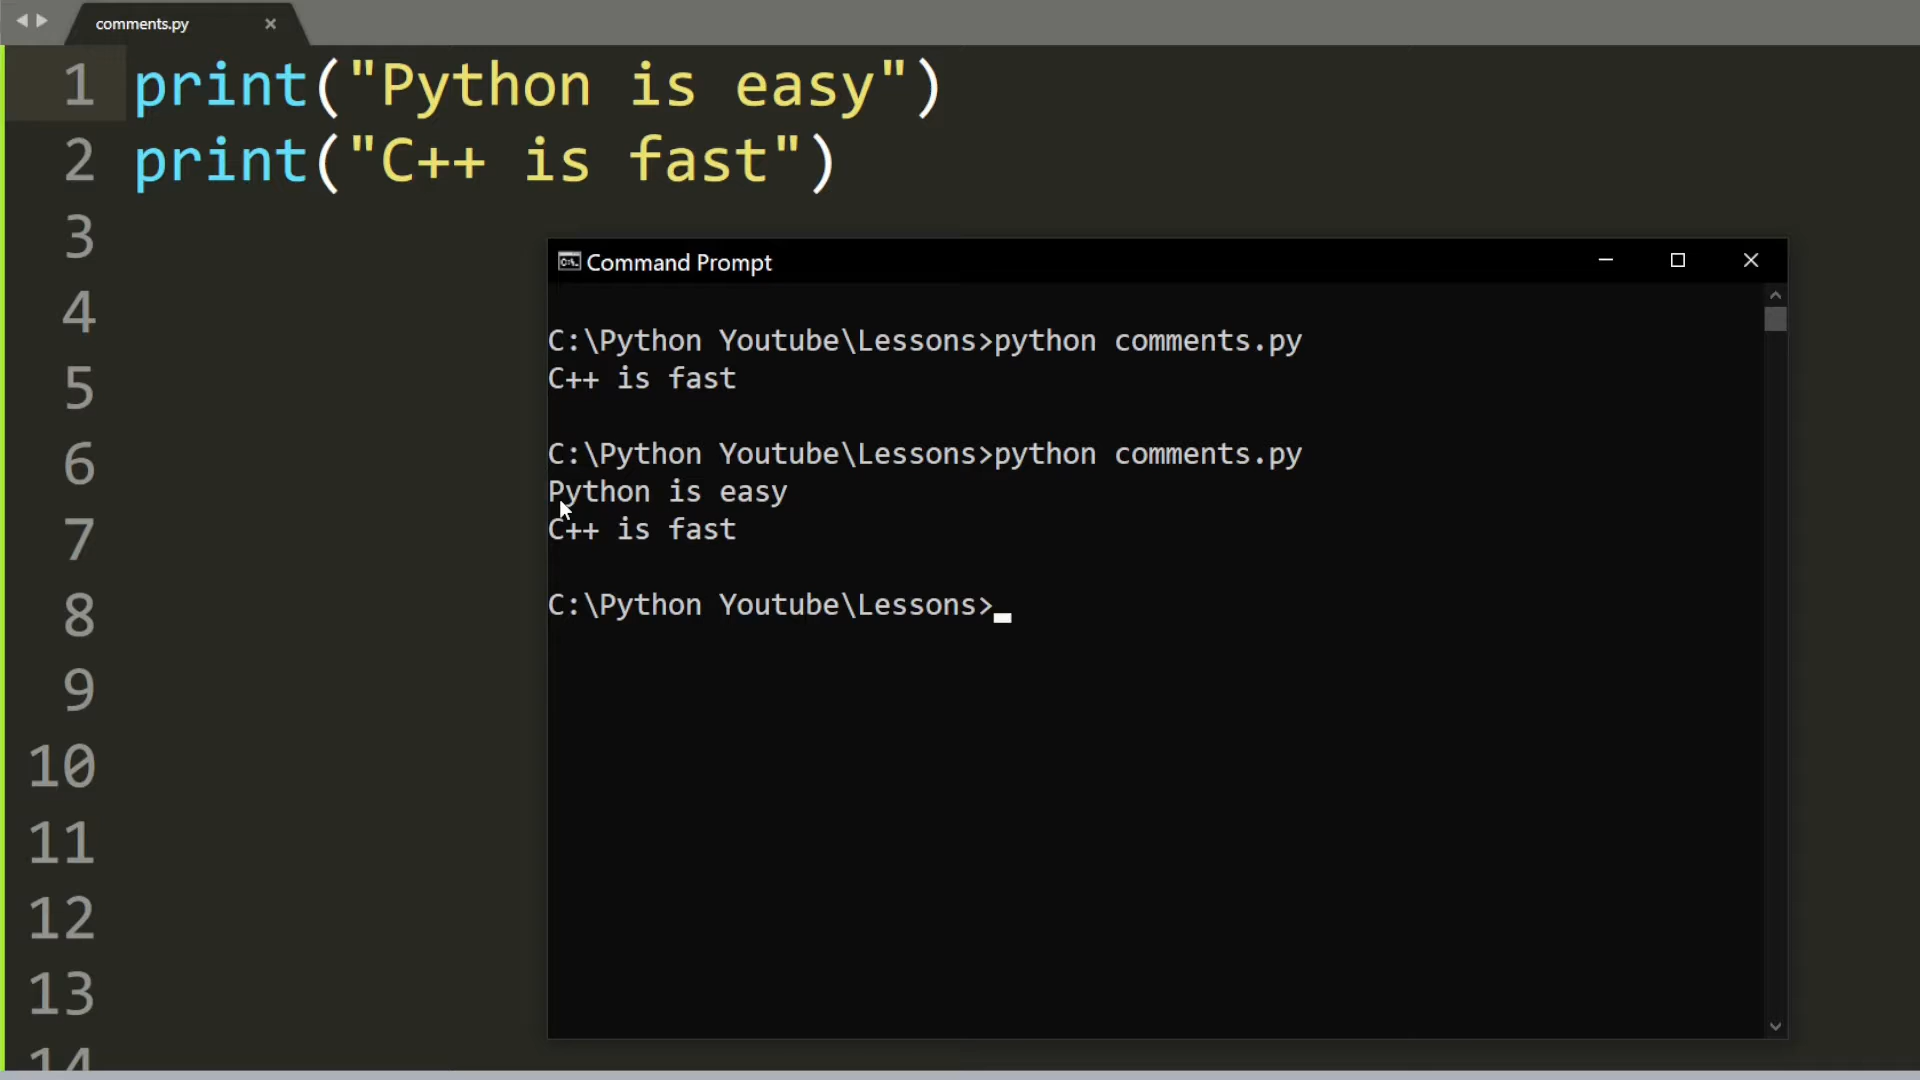 comments.py
1 print("Python is easy")
2 print("C++ is fast")
3
4
5
6
7
8
9
10
11
12
13
14
Command Prompt
C:\Python Youtube\Lessons>python comments.py
C++ is fast
C:\Python Youtube\Lessons>python comments.py
Python is easy
C++ is fast
C:\Python Youtube\Lessons>